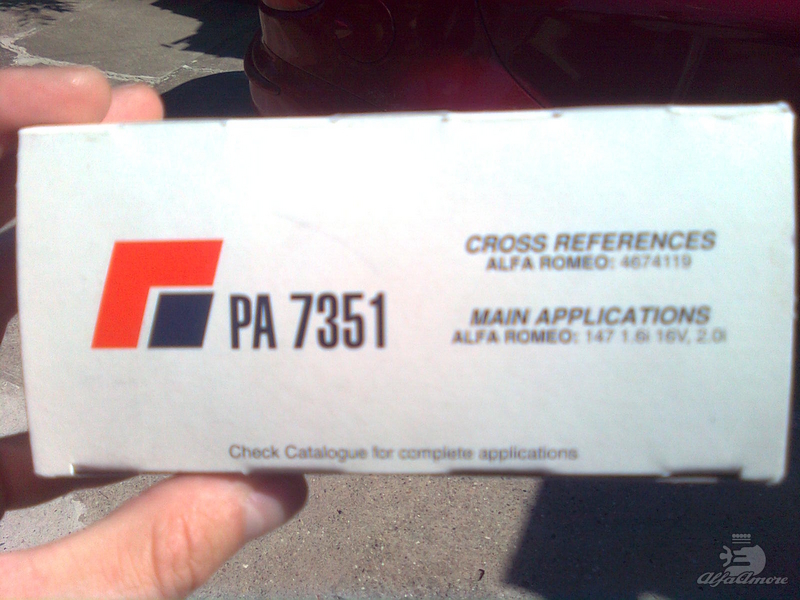 CROSS REFERENCES
ALFA ROMEO: 4674119
PA 7351
MAIN APPLICATIONS
ALFA ROMEO: 147 1.6i 16V, 2.0i
Check Catalogue for complete applications
AlfaAmore